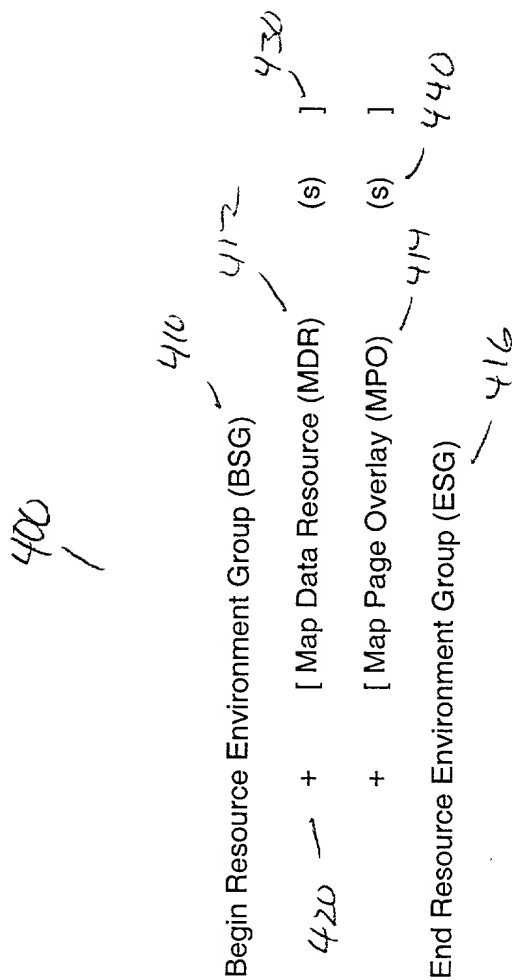 400
410
Begin Resource Environment Group (BSG)
412
430
420 + [ Map Data Resource (MDR) (s) ]
+ [ Map Page Overlay (MPO) (s) ]
414
440
End Resource Environment Group (ESG)
416